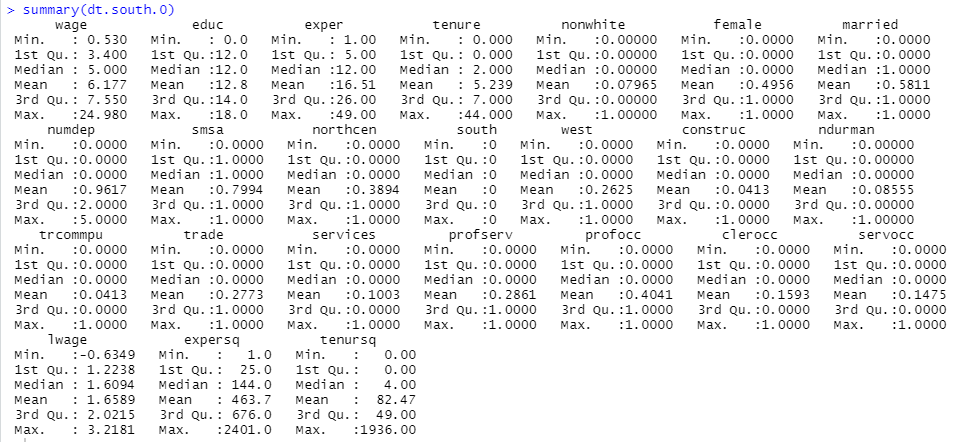 > summary(dt.south.0)
wage educ exper tenure nonwhite female married
Min. : 0.530 Min. : 0.0 Min. : 1.00 Min. : 0.000 Min. :0.00000 Min. :0.0000 Min. :0.0000
1st Qu.: 3.400 1st Qu.:12.0 1st Qu.: 5.00 1st Qu.: 0.000 1st Qu.:0.00000 1st Qu.:0.0000 1st Qu.:0.0000
Median : 5.000 Median :12.0 Median :12.00 Median : 2.000 Median :0.00000 Median :0.0000 Median :1.0000
Mean : 6.177 Mean :12.8 Mean :16.51 Mean : 5.239 Mean :0.07965 Mean :0.4956 Mean :0.5811
3rd Qu.: 7.550 3rd Qu.:14.0 3rd Qu.:26.00 3rd Qu.: 7.000 3rd Qu.:0.00000 3rd Qu.:1.0000 3rd Qu.:1.0000
Max. :24.980 Max. :18.0 Max. :49.00 Max. :44.000 Max. :1.00000 Max. :1.0000 Max. :1.0000
numdep smsa northcen south west construc ndurman
Min. :0.0000 Min. :0.0000 Min. :0.0000 Min. :0 Min. :0.0000 Min. :0.0000 Min. :0.00000
1st Qu.:0.0000 1st Qu.:1.0000 1st Qu.:0.0000 1st Qu.:0 1st Qu.:0.0000 1st Qu.:0.0000 1st Qu.:0.00000
Median :0.0000 Median :1.0000 Median :0.0000 Median :0 Median :0.0000 Median :0.0000 Median :0.00000
Mean :0.9617 Mean :0.7994 Mean :0.3894 Mean :0 Mean :0.2625 Mean :0.0413 Mean :0.08555
3rd Qu.:2.0000 3rd Qu.:1.0000 3rd Qu.:1.0000 3rd Qu.:0 3rd Qu.:1.0000 3rd Qu.:0.0000 3rd Qu.:0.00000
Max. :5.0000 Max. :1.0000 Max. :1.0000 Max. :0 Max. :1.0000 Max. :1.0000 Max. :1.00000
trcommpu trade services profserv profocc clerocc servocc
Min. :0.0000 Min. :0.0000 Min. :0.0000 Min. :0.0000 Min. :0.0000 Min. :0.0000 Min. :0.0000
1st Qu.:0.0000 1st Qu.:0.0000 1st Qu.:0.0000 1st Qu.:0.0000 1st Qu.:0.0000 1st Qu.:0.0000 1st Qu.:0.0000
Median :0.0000 Median :0.0000 Median :0.0000 Median :0.0000 Median :0.0000 Median :0.0000 Median :0.0000
Mean :0.0413 Mean :0.2773 Mean :0.1003 Mean :0.2861 Mean :0.4041 Mean :0.1593 Mean :0.1475
3rd Qu.:0.0000 3rd Qu.:1.0000 3rd Qu.:0.0000 3rd Qu.:1.0000 3rd Qu.:1.0000 3rd Qu.:0.0000 3rd Qu.:0.0000
Max. :1.0000 Max. :1.0000 Max. :1.0000 Max. :1.0000 Max. :1.0000 Max. :1.0000 Max. :1.0000
lwage expersq tenursq
Min. :-0.6349 Min. : 1.0 Min. : 0.00
1st Qu.: 1.2238 1st Qu.: 25.0 1st Qu.: 0.00
Median : 1.6094 Median : 144.0 Median : 4.00
Mean : 1.6589 Mean : 463.7 Mean : 82.47
3rd Qu.: 2.0215 3rd Qu.: 676.0 3rd Qu.: 49.00
Max. : 3.2181 Max. :2401.0 Max. :1936.00